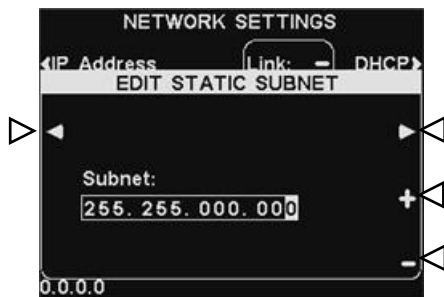 NETWORK SETTINGS
IP Address Link: – DHCP
EDIT STATIC SUBNET
Subnet:
255. 255. 000. 000
+
–
0.0.0.0